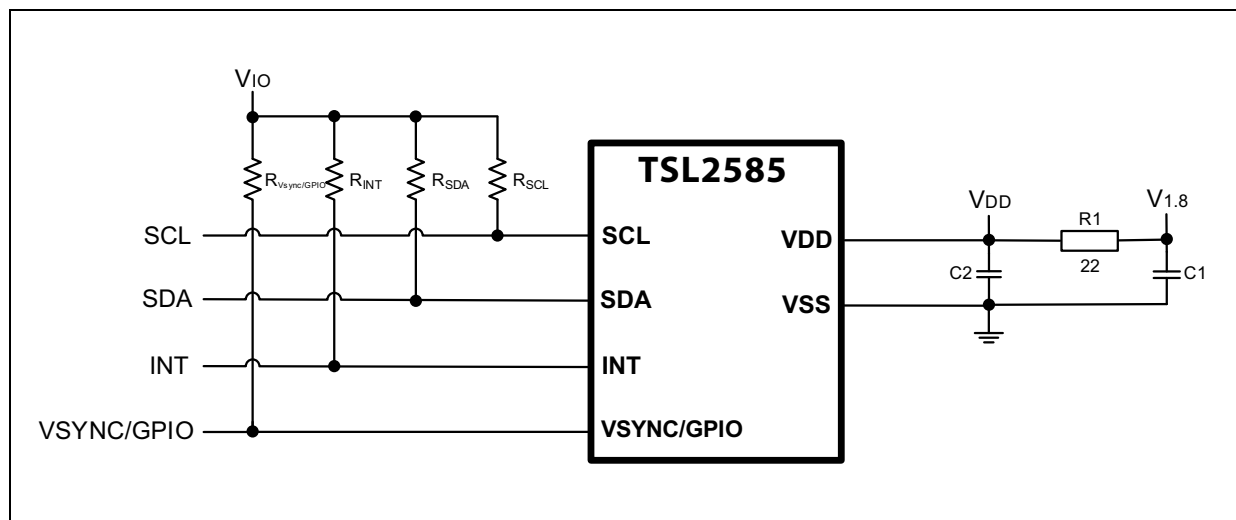 VIO
RVsync/GPIO RINT RSDA RSCL
TSL2585
SCL SCL VDD VDD R1 V1.8
22
C2 C1
SDA SDA VSS
INT INT
VSYNC/GPIO VSYNC/GPIO